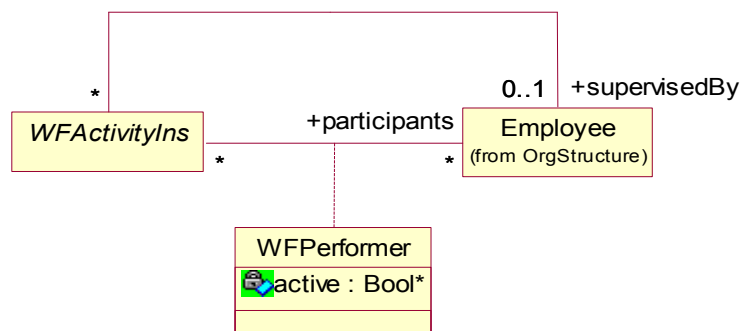 0..1 +supervisedBy
*
WFActivityIns
+participants
Employee
(from OrgStructure)
*
*
WFPerformer
active : Bool*